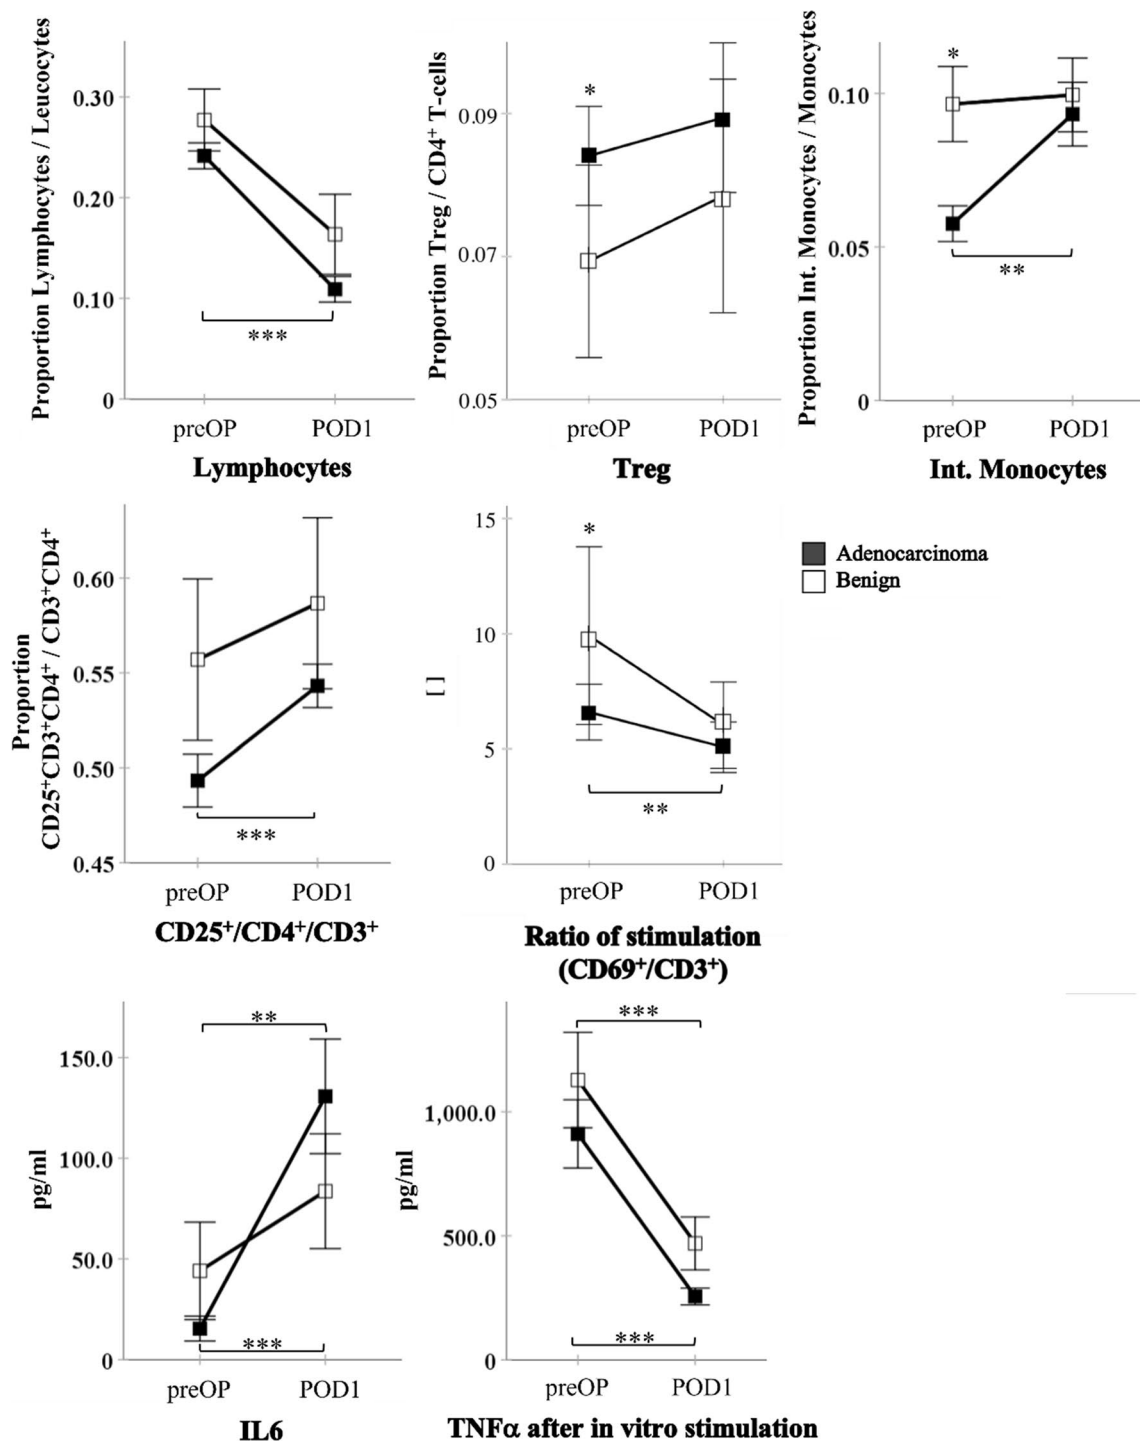 Proportion Lymphocytes / Leucocytes
0.30
0.20
0.10
0
***
preOP
POD1
Lymphocytes
Proportion Treg / CD4⁺ T-cells
0.09
0.07
0.05
*
preOP
POD1
Treg
Proportion Int. Monocytes / Monocytes
0.10
0.05
0
*
**
preOP
POD1
Int. Monocytes
Proportion
CD25⁺CD3⁺CD4⁺ / CD3⁺CD4⁺
0.60
0.55
0.50
0.45
***
preOP
POD1
CD25⁺/CD4⁺/CD3⁺
[ ]
15
10
5
0
*
**
preOP
POD1
Ratio of stimulation
(CD69⁺/CD3⁺)
Adenocarcinoma
Benign
pg/ml
150.0
100.0
50.0
0
**
***
preOP
POD1
IL6
pg/ml
1,000.0
500.0
0
***
***
preOP
POD1
TNFα after in vitro stimulation